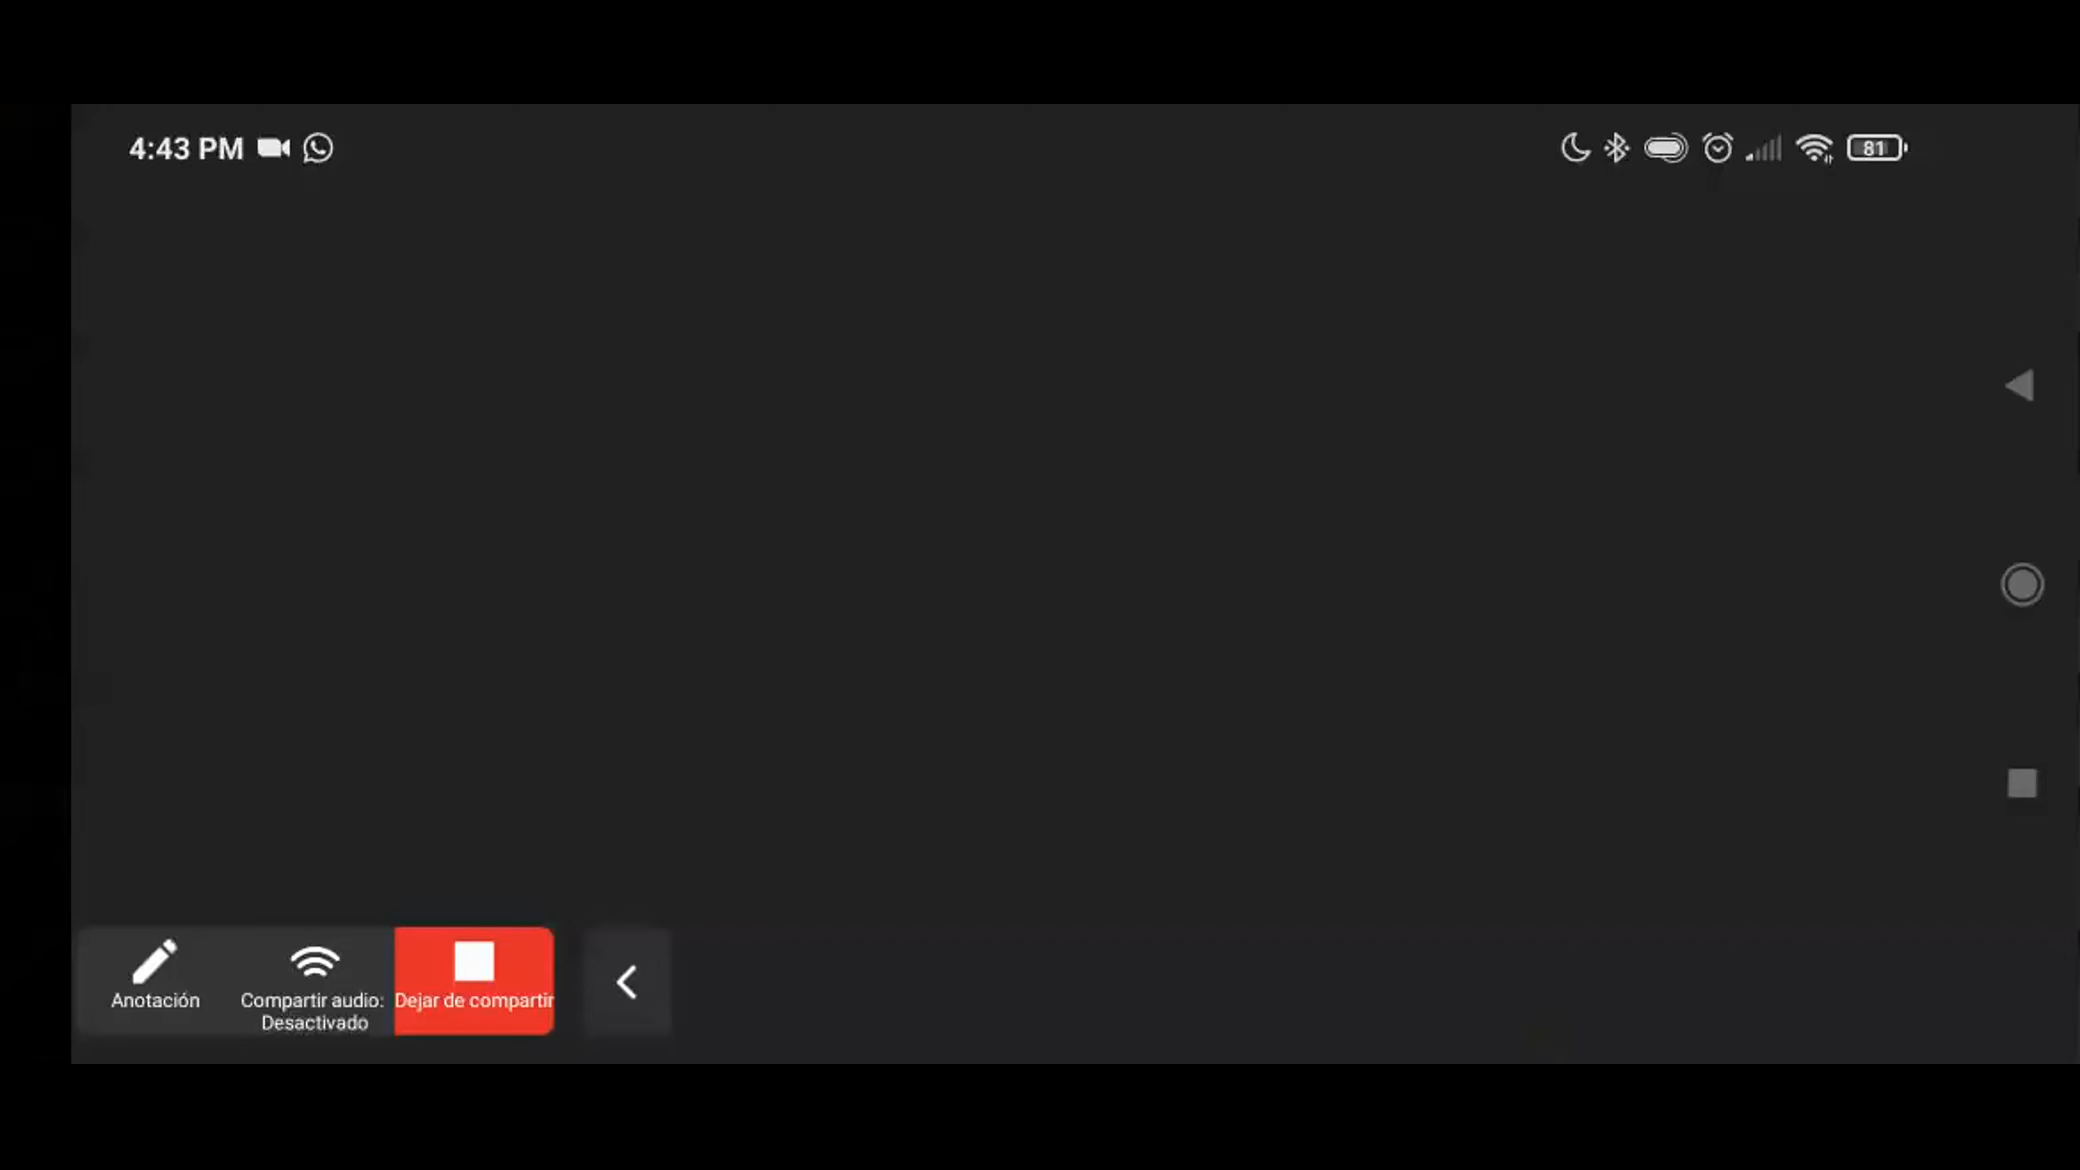 4:43 PM
81
Anotación
Compartir audio:
Desactivado
Dejar de compartir